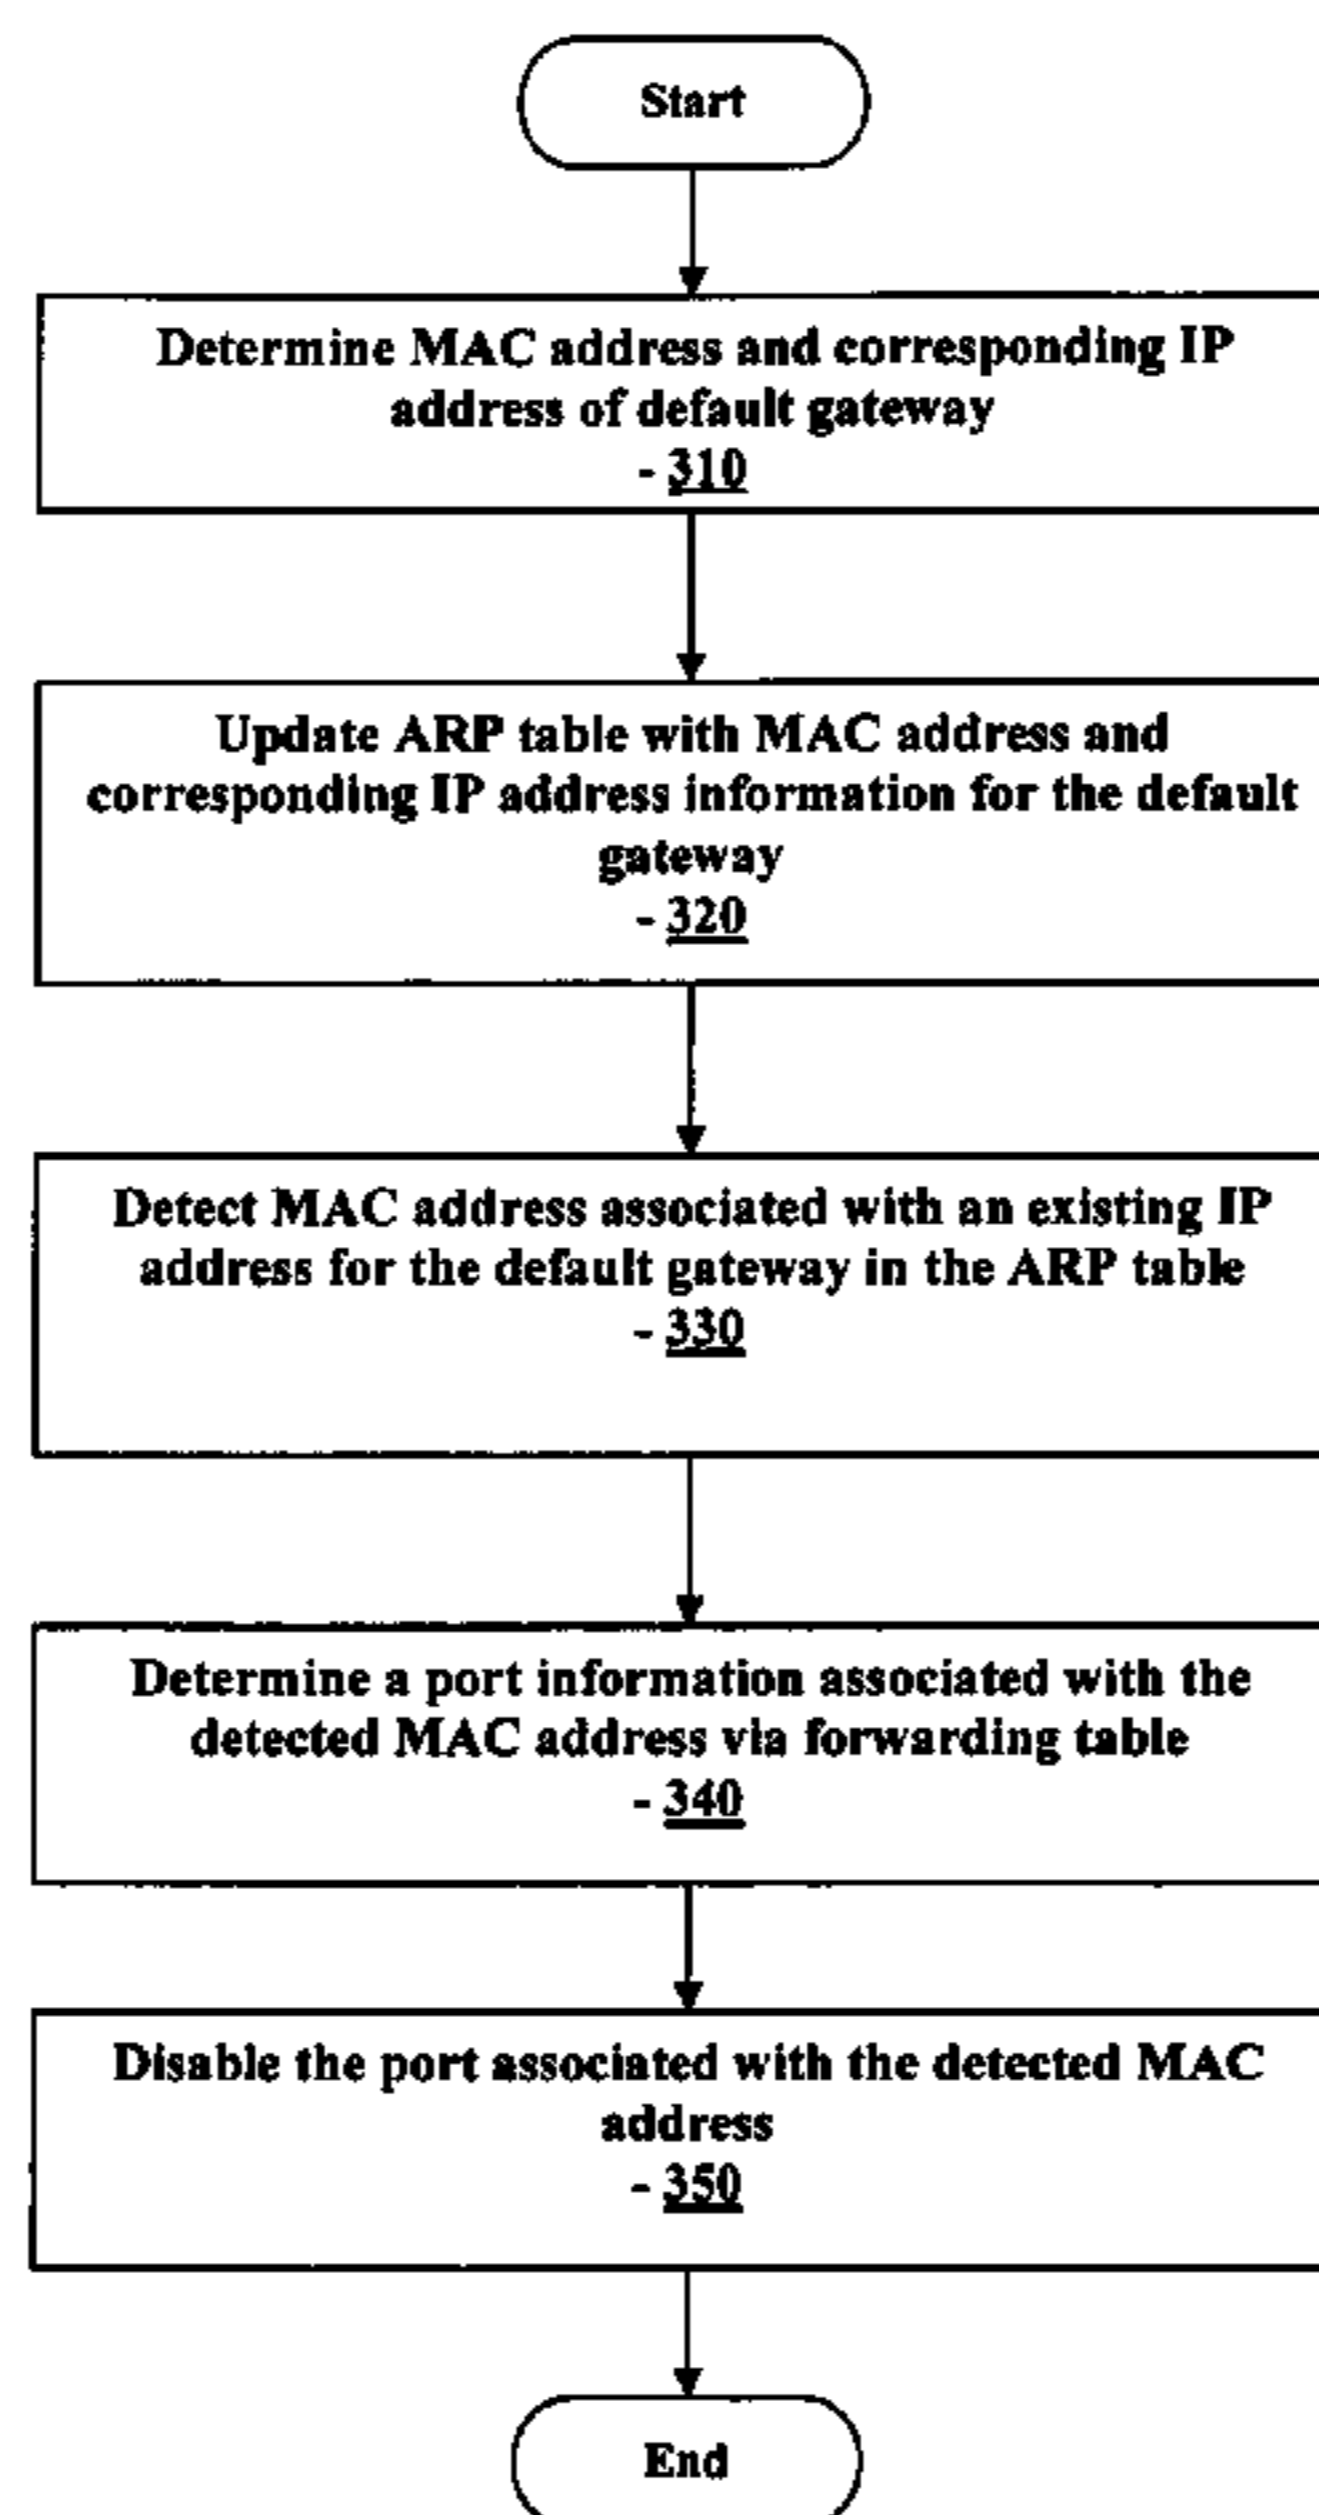 Start
Determine MAC address and corresponding IP
address of default gateway
- 310
Update ARP table with MAC address and
corresponding IP address information for the default
gateway
- 320
Detect MAC address associated with an existing IP
address for the default gateway in the ARP table
- 330
Determine a port information associated with the
detected MAC address via forwarding table
- 340
Disable the port associated with the detected MAC
address
- 350
End